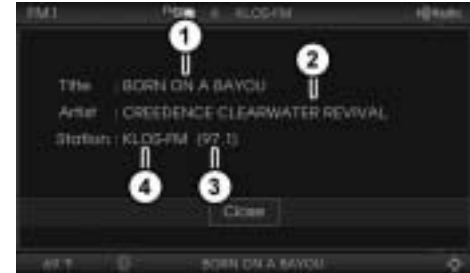 FM1 KLOS-FM
1
2
Title : BORN ON A BAYOU
Artist : CREEDENCE CLEARWATER REVIVAL
Station : KLOS-FM (97.1)
4 3
Close
BORN ON A BAYOU